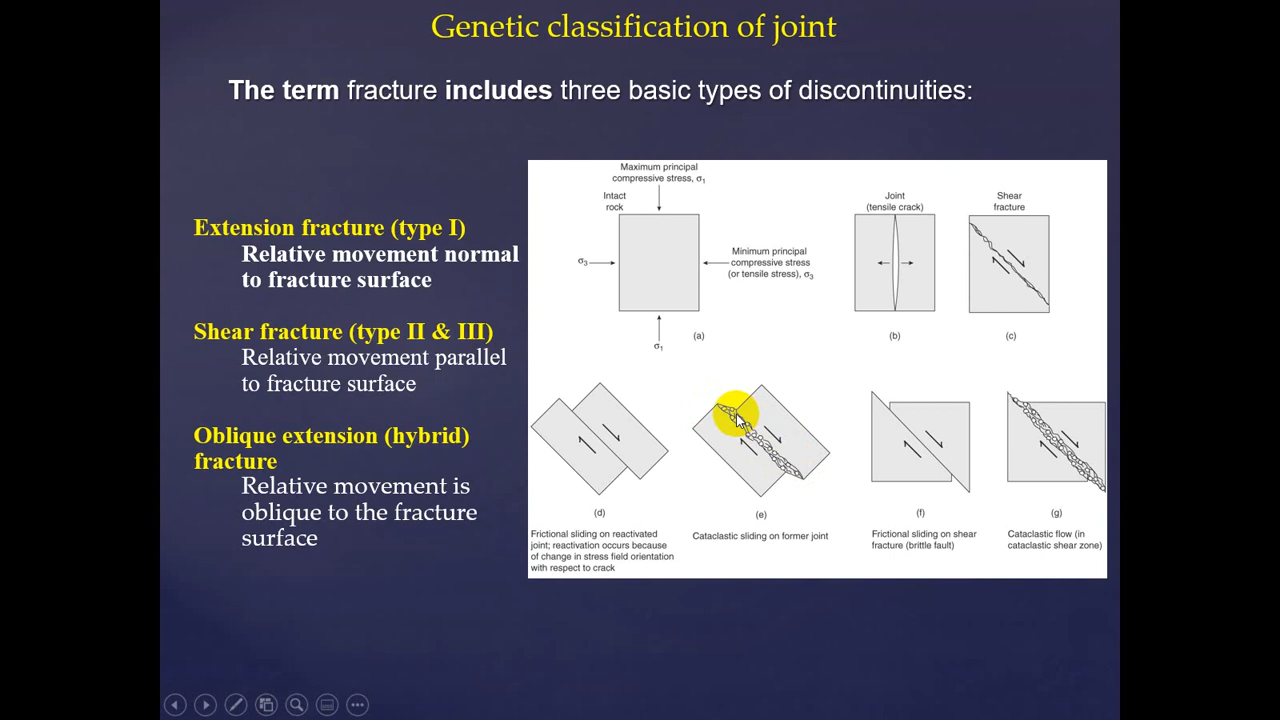 Genetic classification of joint
The term fracture includes three basic types of discontinuities:
Extension fracture (type I)
Relative movement normal
to fracture surface
Shear fracture (type II & III)
Relative movement parallel
to fracture surface
Oblique extension (hybrid)
fracture
Relative movement is
oblique to the fracture
surface
Maximum principal
compressive stress, σ1
Intact
rock
σ3
Minimum principal
compressive stress
(or tensile stress), σ3
σ1
(a)
Joint
(tensile crack)
(b)
Shear
fracture
(c)
(d)
Frictional sliding on reactivated
joint; reactivation occurs because
of change in stress field orientation
with respect to crack
(e)
Cataclastic sliding on former joint
(f)
Frictional sliding on shear
fracture (brittle fault)
(g)
Cataclastic flow (in
cataclastic shear zone)